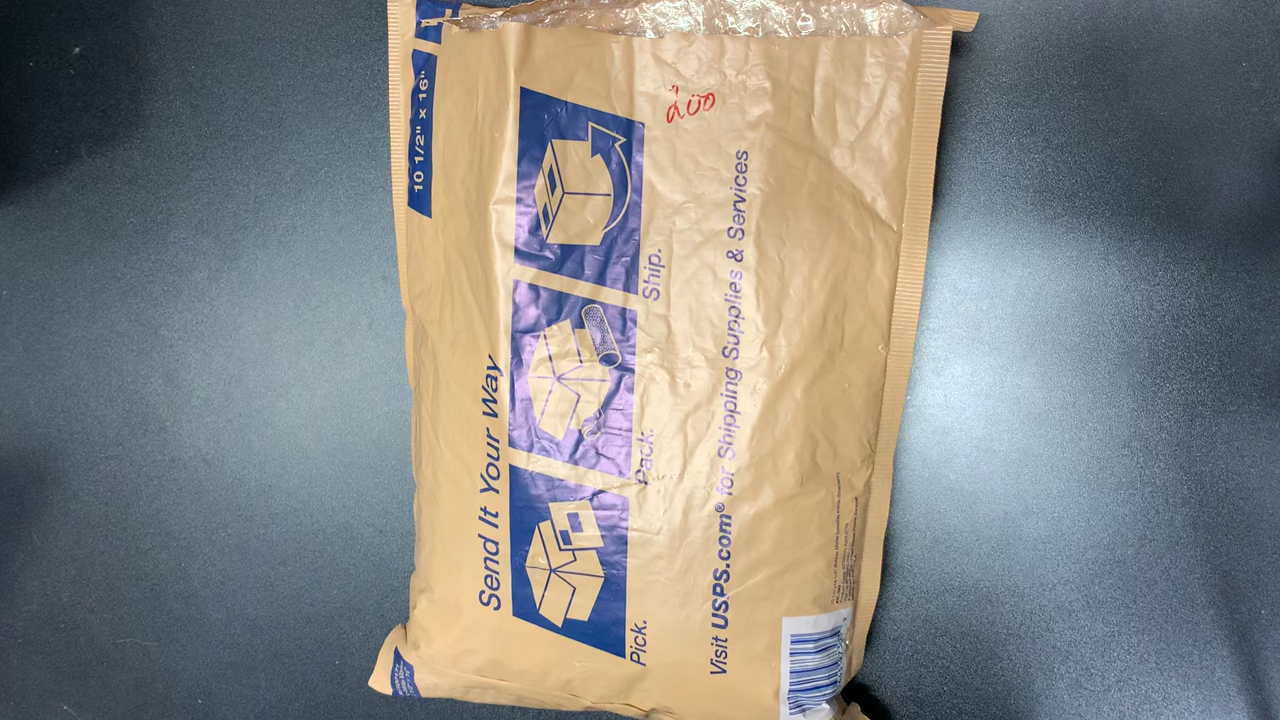 10 1/2" x 16"
Send It Your Way
Pick. Pack. Ship.
Visit USPS.com® for Shipping Supplies & Services
200